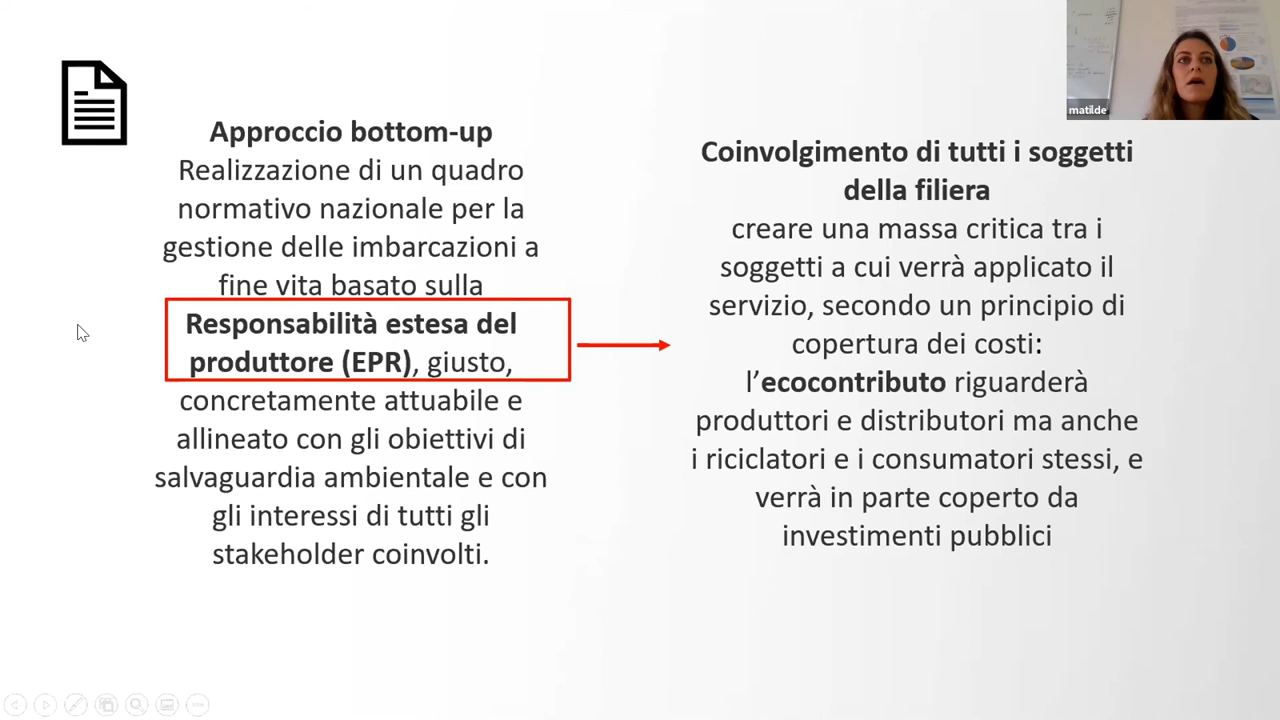 Approccio bottom-up
Realizzazione di un quadro
normativo nazionale per la
gestione delle imbarcazioni a
fine vita basato sulla
Responsabilità estesa del
produttore (EPR), giusto,
concretamente attuabile e
allineato con gli obiettivi di
salvaguardia ambientale e con
gli interessi di tutti gli
stakeholder coinvolti.
Coinvolgimento di tutti i soggetti
della filiera
creare una massa critica tra i
soggetti a cui verrà applicato il
servizio, secondo un principio di
copertura dei costi:
l’ecocontributo riguarderà
produttori e distributori ma anche
i riciclatori e i consumatori stessi, e
verrà in parte coperto da
investimenti pubblici
matilde